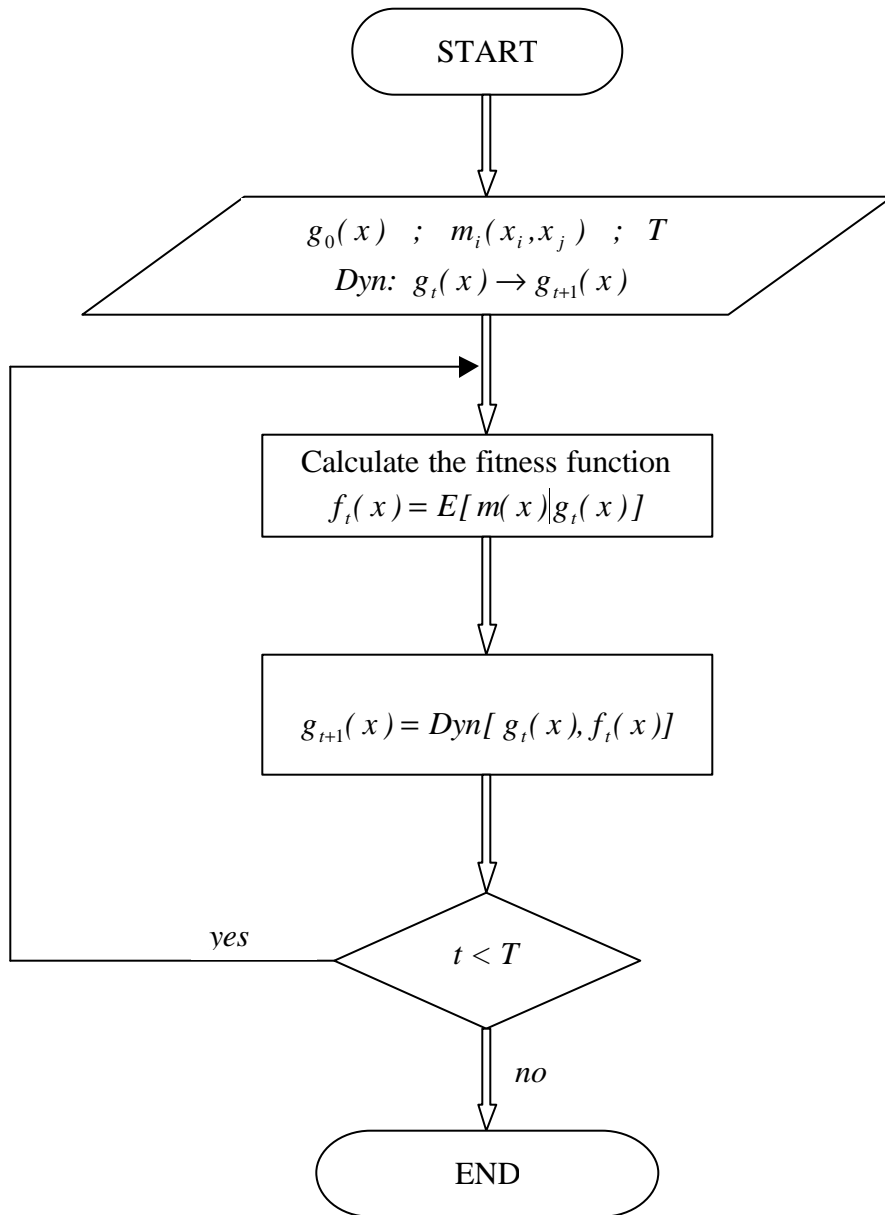 START
g₀( x ) ; mᵢ( xᵢ , xⱼ ) ; T
Dyn: gₜ( x ) → gₜ₊₁( x )
Calculate the fitness function
fₜ( x ) = E[ m( x )|gₜ( x )]
gₜ₊₁( x ) = Dyn[ gₜ( x ), fₜ( x )]
yes
t < T
no
END